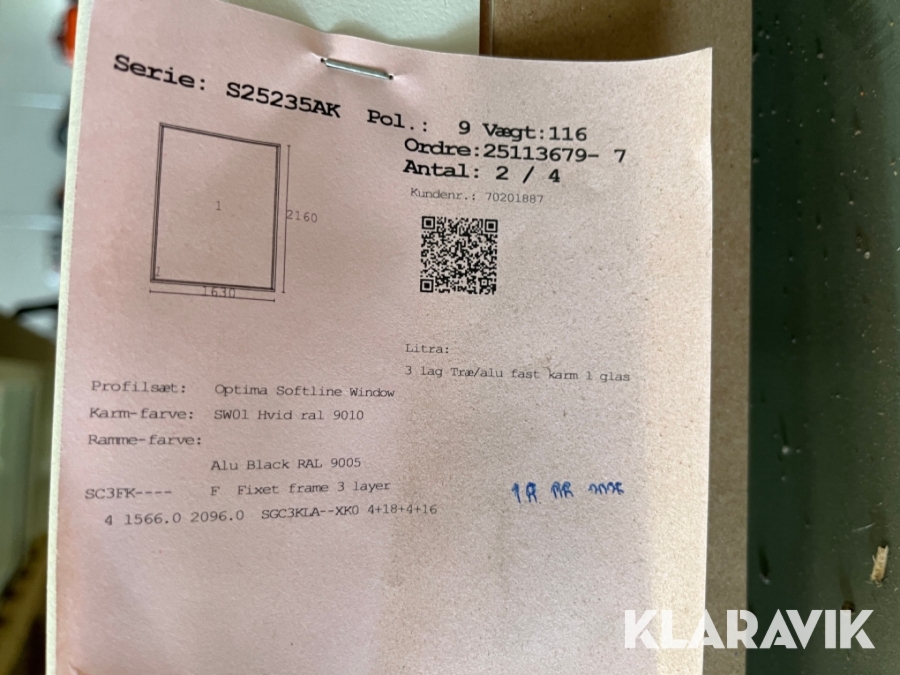 Serie: S25235AK Pol.: 9 Vægt:116
Ordre:25113679- 7
Antal: 2 / 4
Kundenr.: 70201887
1
2160
1630
Litra:
3 lag Træ/alu fast karm 1 glas
Profilsæt: Optima Softline Window
Karm-farve: SW01 Hvid ral 9010
Ramme-farve:
Alu Black RAL 9005
SC3FK---- F Fixet frame 3 layer
4 1566.0 2096.0 SGC3KLA--XK0 4+18+4+16
KLARAVIK